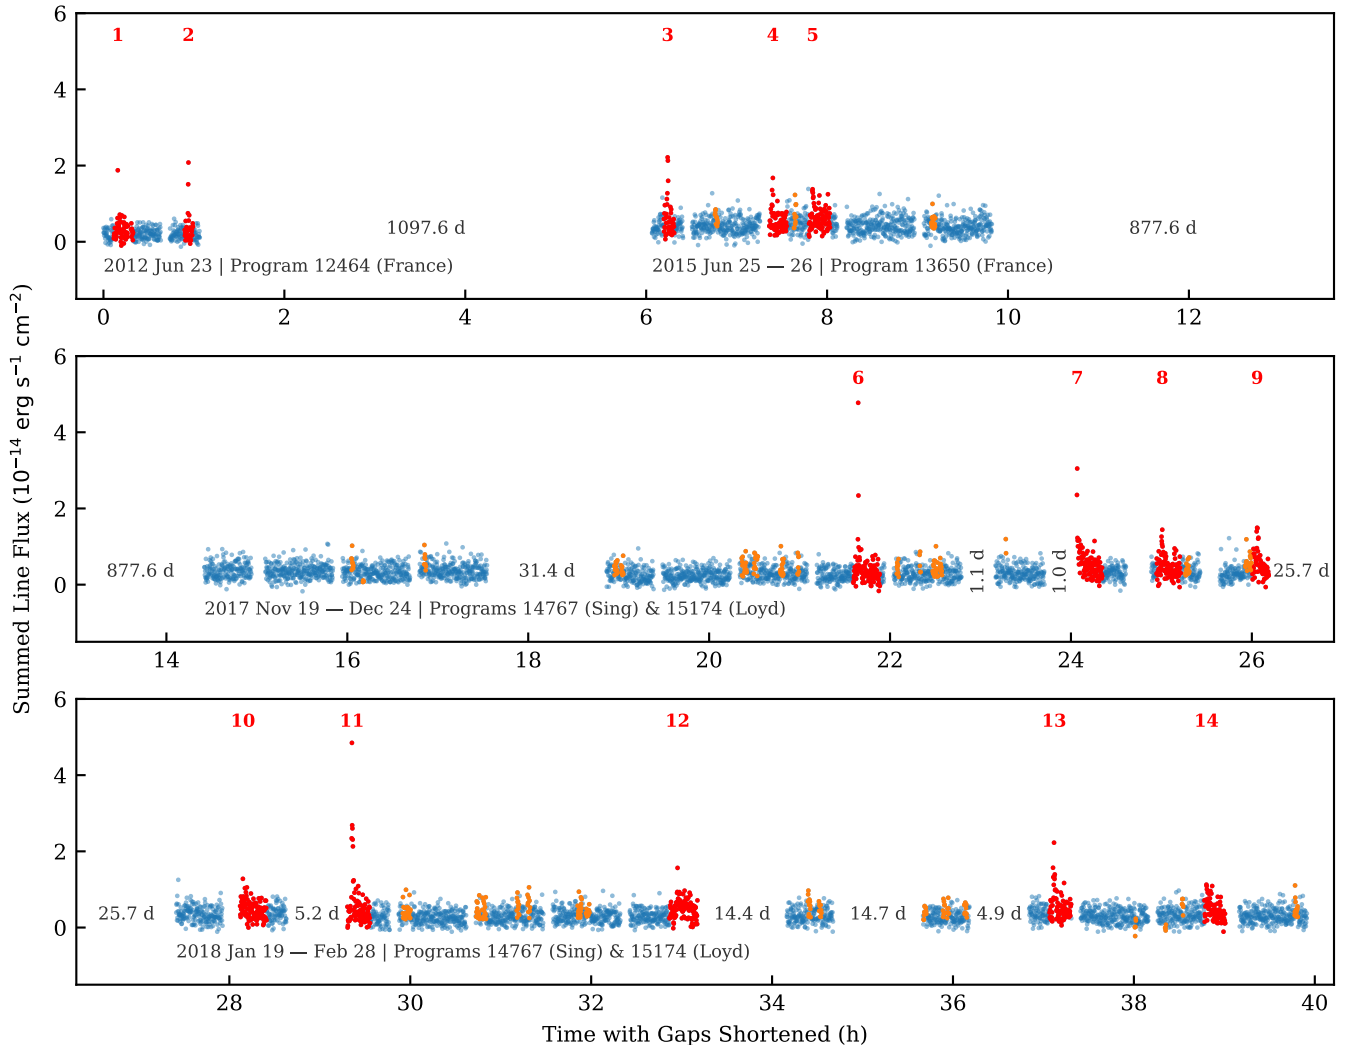 1 2 3 4 5
6
4
2
0
1097.6 d 877.6 d
2012 Jun 23 | Program 12464 (France) 2015 Jun 25 — 26 | Program 13650 (France)
0 2 4 6 8 10 12
Summed Line Flux (10⁻¹⁴ erg s⁻¹ cm⁻²)
6 7 8 9
6
4
2
0
877.6 d 31.4 d 1.1 d 1.0 d 25.7 d
2017 Nov 19 — Dec 24 | Programs 14767 (Sing) & 15174 (Loyd)
14 16 18 20 22 24 26
10 11 12 13 14
6
4
2
0
25.7 d 5.2 d 14.4 d 14.7 d 4.9 d
2018 Jan 19 — Feb 28 | Programs 14767 (Sing) & 15174 (Loyd)
28 30 32 34 36 38 40
Time with Gaps Shortened (h)